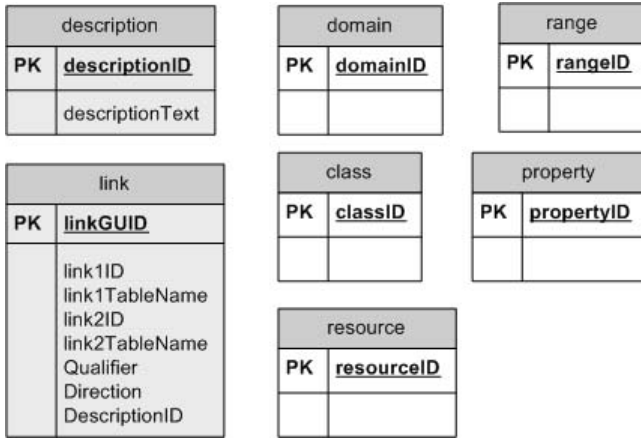 description
PK descriptionID
descriptionText
domain
PK domainID
range
PK rangeID
link
PK linkGUID
link1ID
link1TableName
link2ID
link2TableName
Qualifier
Direction
DescriptionID
class
PK classID
property
PK propertyID
resource
PK resourceID